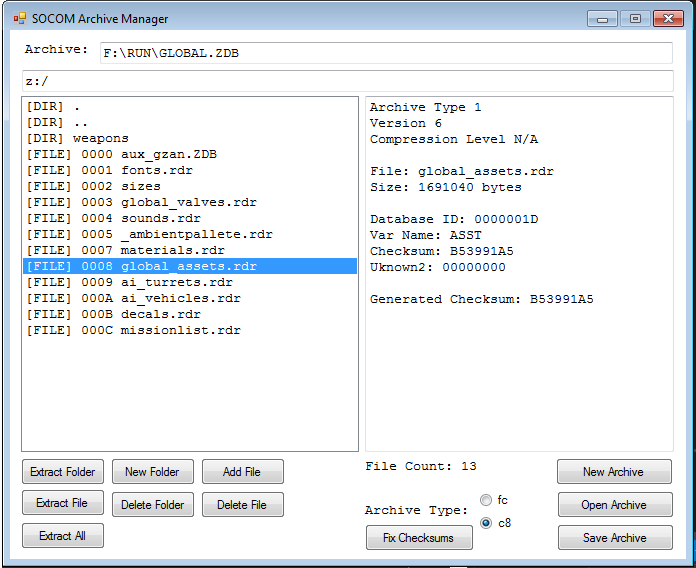 SOCOM Archive Manager
Archive: F:\RUN\GLOBAL.ZDB
z:/
[DIR] .
[DIR] ..
[DIR] weapons
[FILE] 0000 aux_gzan.ZDB
[FILE] 0001 fonts.rdr
[FILE] 0002 sizes
[FILE] 0003 global_valves.rdr
[FILE] 0004 sounds.rdr
[FILE] 0005 _ambientpallete.rdr
[FILE] 0007 materials.rdr
[FILE] 0008 global_assets.rdr
[FILE] 0009 ai_turrets.rdr
[FILE] 000A ai_vehicles.rdr
[FILE] 000B decals.rdr
[FILE] 000C missionlist.rdr
Archive Type 1
Version 6
Compression Level N/A
File: global_assets.rdr
Size: 1691040 bytes
Database ID: 0000001D
Var Name: ASST
Checksum: B53991A5
Uknown2: 00000000
Generated Checksum: B53991A5
Extract Folder New Folder Add File
Extract File Delete Folder Delete File
Extract All
File Count: 13
Archive Type: fc
c8
Fix Checksums
New Archive
Open Archive
Save Archive